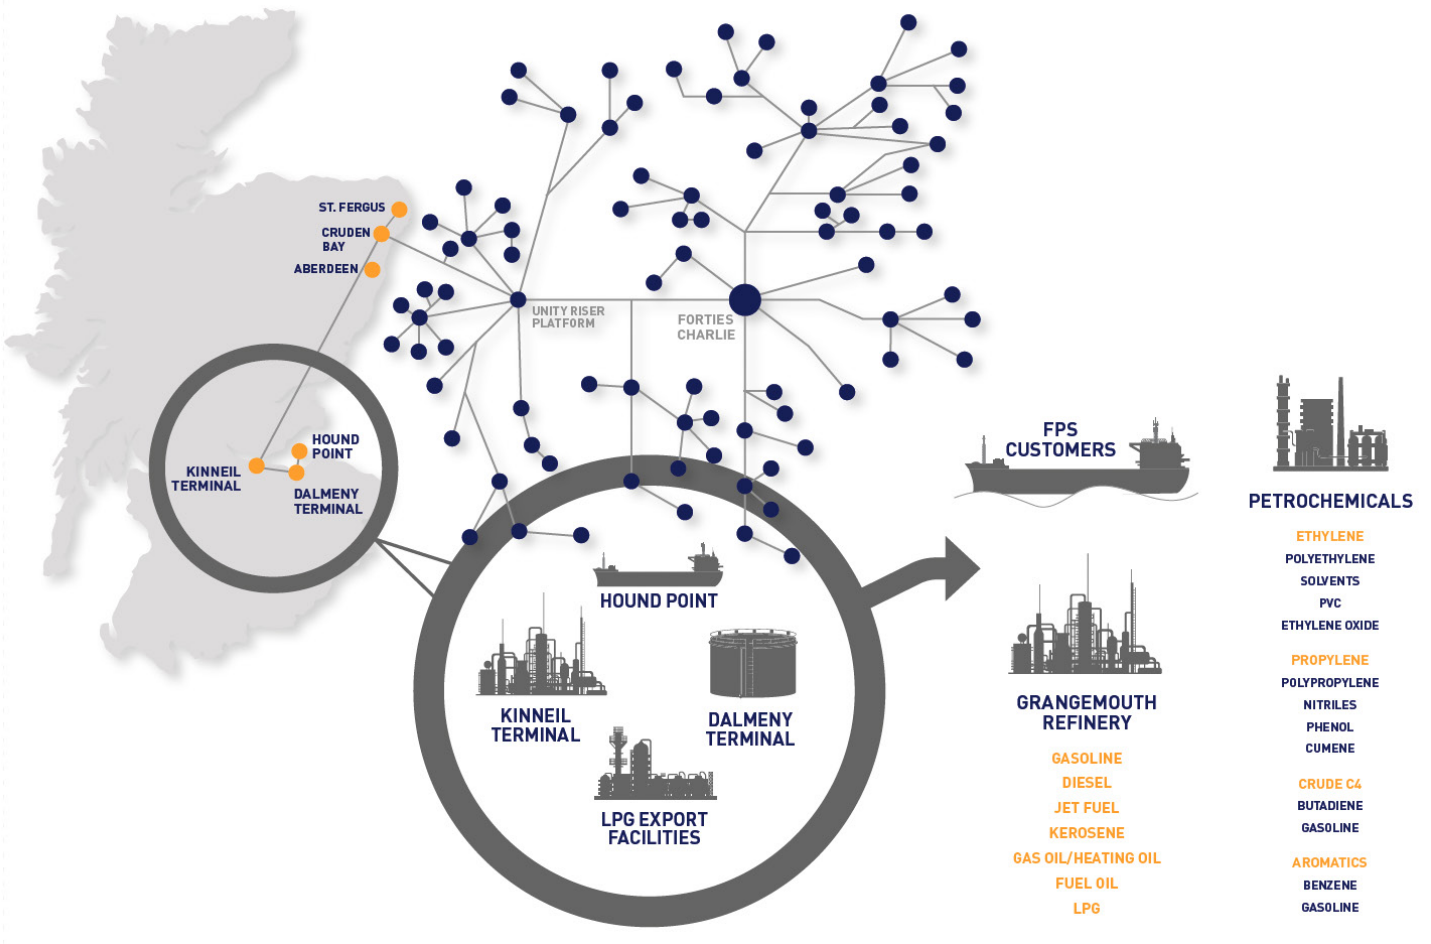 ST. FERGUS
CRUDEN
BAY
ABERDEEN
UNITY RISER
PLATFORM
FORTIES
CHARLIE
HOUND
POINT
KINNEIL
TERMINAL
DALMENY
TERMINAL
HOUND POINT
KINNEIL
TERMINAL
DALMENY
TERMINAL
LPG EXPORT
FACILITIES
FPS
CUSTOMERS
GRANGEMOUTH
REFINERY
GASOLINE
DIESEL
JET FUEL
KEROSENE
GAS OIL/HEATING OIL
FUEL OIL
LPG
PETROCHEMICALS
ETHYLENE
POLYETHYLENE
SOLVENTS
PVC
ETHYLENE OXIDE
PROPYLENE
POLYPROPYLENE
NITRILES
PHENOL
CUMENE
CRUDE C4
BUTADIENE
GASOLINE
AROMATICS
BENZENE
GASOLINE